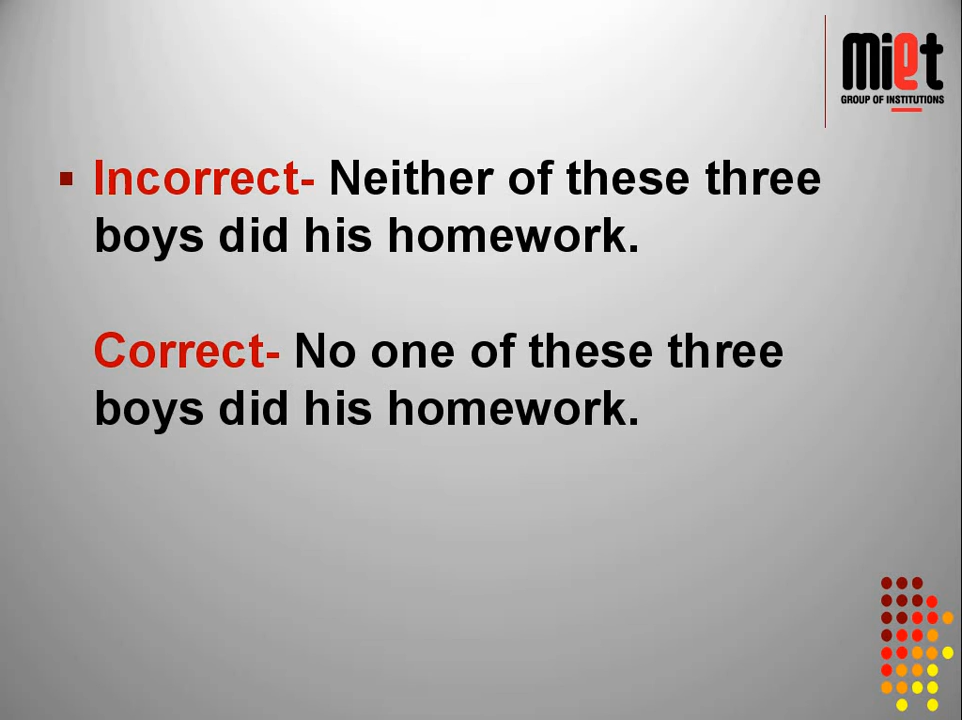 miet
GROUP OF INSTITUTIONS
Incorrect- Neither of these three
boys did his homework.
Correct- No one of these three
boys did his homework.